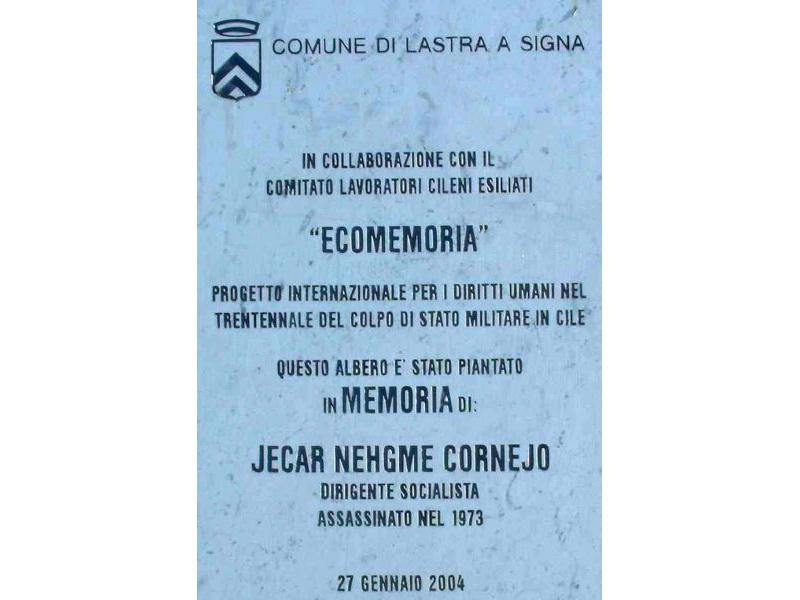 COMUNE DI LASTRA A SIGNA
IN COLLABORAZIONE CON IL
COMITATO LAVORATORI CILENI ESILIATI
"ECOMEMORIA"
PROGETTO INTERNAZIONALE PER I DIRITTI UMANI NEL
TRENTENNALE DEL COLPO DI STATO MILITARE IN CILE
QUESTO ALBERO E' STATO PIANTATO
IN MEMORIA DI:
JECAR NEHGME CORNEJO
DIRIGENTE SOCIALISTA
ASSASSINATO NEL 1973
27 GENNAIO 2004